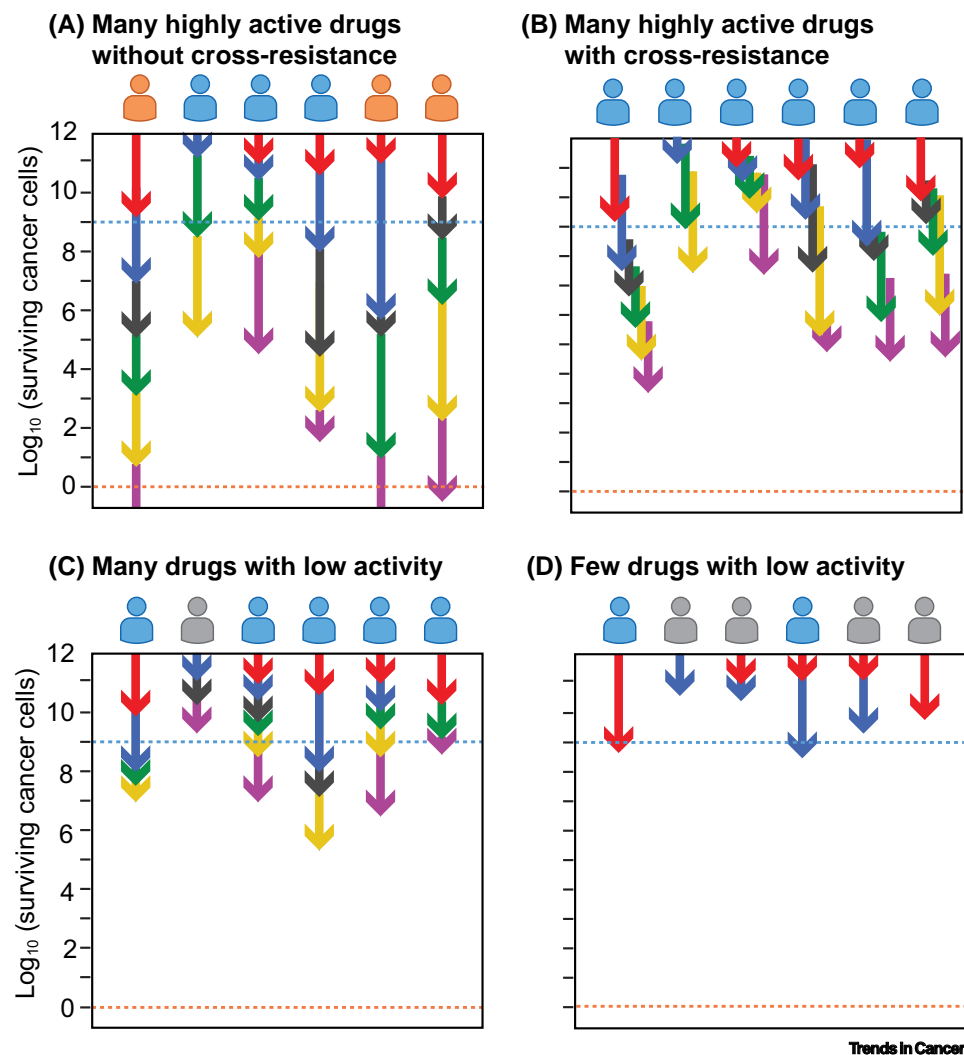 (A) Many highly active drugs
without cross-resistance
(B) Many highly active drugs
with cross-resistance
Log₁₀ (surviving cancer cells)
12
10
8
6
4
2
0
(C) Many drugs with low activity
(D) Few drugs with low activity
Log₁₀ (surviving cancer cells)
12
10
8
6
4
2
0
Trends in Cancer